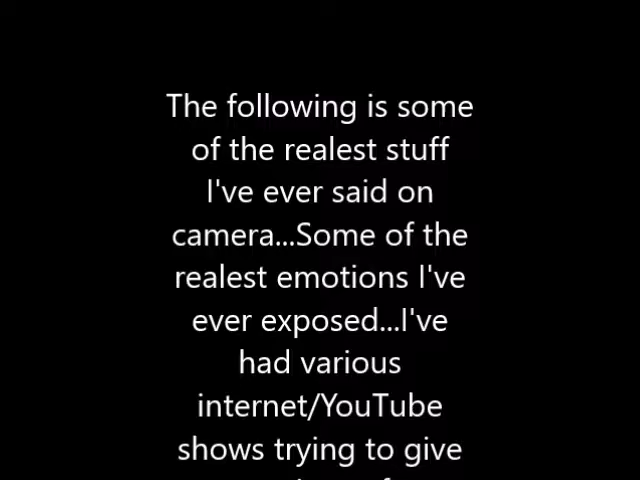 The following is some
of the realest stuff
I've ever said on
camera...Some of the
realest emotions I've
ever exposed...I've
had various
internet/YouTube
shows trying to give